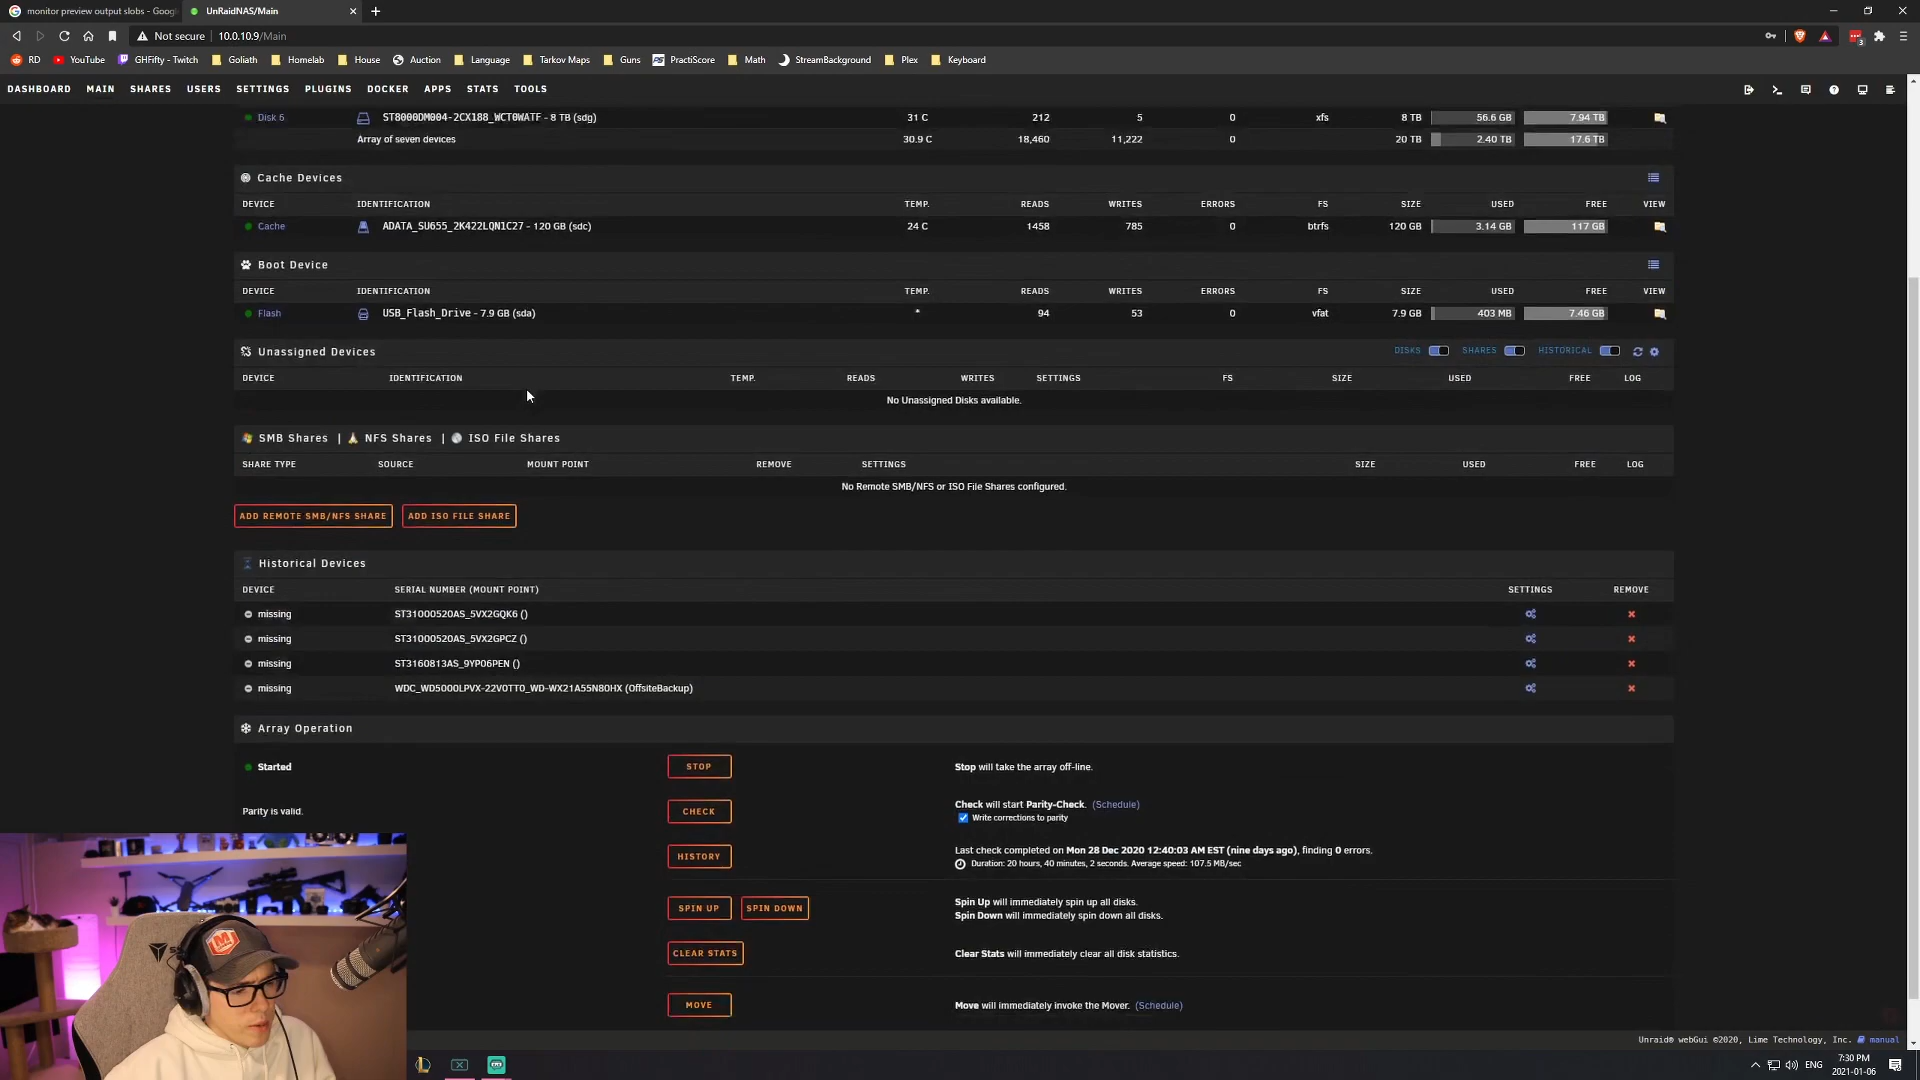 monitor preview output slobs - Goog
UnRaidNAS/Main
Not secure 10.0.10.9/Main
RD YouTube GHFifty - Twitch Goliath Homelab House Auction Language Tarkov Maps Guns PractiScore Math StreamBackground Plex Keyboard
DASHBOARD MAIN SHARES USERS SETTINGS PLUGINS DOCKER APPS STATS TOOLS
Disk 5 ST8000DM004-2CX188_WCT0WATF - 8 TB (sdg) 31 C 212 5 0 xfs 8 TB 56.6 GB 7.94 TB
Array of seven devices 30.9 C 18,460 11,222 0 20 TB 2.40 TB 17.6 TB
Cache Devices
DEVICE IDENTIFICATION TEMP. READS WRITES ERRORS FS SIZE USED FREE VIEW
Cache ADATA_SU655_2K422LQN1C27 - 120 GB (sdc) 24 C 1458 785 0 btrfs 120 GB 3.14 GB 117 GB
Boot Device
DEVICE IDENTIFICATION TEMP. READS WRITES ERRORS FS SIZE USED FREE VIEW
Flash USB_Flash_Drive - 7.9 GB (sda) * 94 53 0 vfat 7.9 GB 403 MB 7.46 GB
Unassigned Devices DISKS SHARES HISTORICAL
DEVICE IDENTIFICATION TEMP. READS WRITES SETTINGS FS SIZE USED FREE LOG
No Unassigned Disks available.
SMB Shares | NFS Shares | ISO File Shares
SHARE TYPE SOURCE MOUNT POINT REMOVE SETTINGS SIZE USED FREE LOG
No Remote SMB/NFS or ISO File Shares configured.
ADD REMOTE SMB/NFS SHARE ADD ISO FILE SHARE
Historical Devices
DEVICE SERIAL NUMBER (MOUNT POINT) SETTINGS REMOVE
missing ST31000520AS_5VX2GQK6 ()
missing ST31000520AS_5VX2GPCZ ()
missing ST3160813AS_9YP06PEN ()
missing WDC_WD5000LPVX-22V0TT0_WD-WX21A55N80HX (OffsiteBackup)
Array Operation
Started STOP Stop will take the array off-line.
Parity is valid. CHECK Check will start Parity-Check. (Schedule)
Write corrections to parity
HISTORY Last check completed on Mon 28 Dec 2020 12:40:03 AM EST (nine days ago), finding 0 errors.
Duration: 20 hours, 40 minutes, 2 seconds. Average speed: 107.5 MB/sec
SPIN UP SPIN DOWN Spin Up will immediately spin up all disks.
Spin Down will immediately spin down all disks.
CLEAR STATS Clear Stats will immediately clear all disk statistics.
MOVE Move will immediately invoke the Mover. (Schedule)
Unraid® webGui ©2020, Lime Technology, Inc. manual
ENG 7:30 PM
2021-01-06